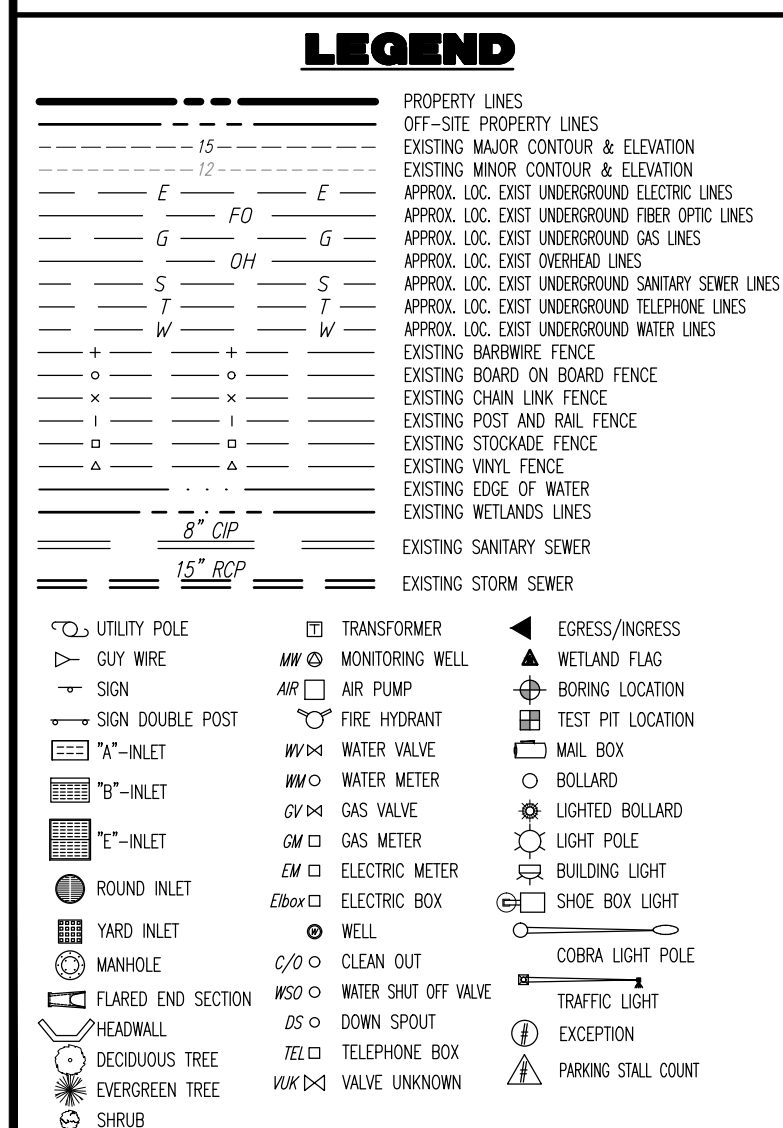 LEGEND
PROPERTY LINES
OFF-SITE PROPERTY LINES
15 EXISTING MAJOR CONTOUR & ELEVATION
12 EXISTING MINOR CONTOUR & ELEVATION
E E APPROX. LOC. EXIST UNDERGROUND ELECTRIC LINES
FO APPROX. LOC. EXIST UNDERGROUND FIBER OPTIC LINES
G G APPROX. LOC. EXIST UNDERGROUND GAS LINES
OH APPROX. LOC. EXIST OVERHEAD LINES
S S APPROX. LOC. EXIST UNDERGROUND SANITARY SEWER LINES
T T APPROX. LOC. EXIST UNDERGROUND TELEPHONE LINES
W W APPROX. LOC. EXIST UNDERGROUND WATER LINES
EXISTING BARBWIRE FENCE
EXISTING BOARD ON BOARD FENCE
EXISTING CHAIN LINK FENCE
EXISTING POST AND RAIL FENCE
EXISTING STOCKADE FENCE
EXISTING VINYL FENCE
EXISTING EDGE OF WATER
EXISTING WETLANDS LINES
8" CIP EXISTING SANITARY SEWER
15" RCP EXISTING STORM SEWER
UTILITY POLE
GUY WIRE
SIGN
SIGN DOUBLE POST
"A"-INLET
"B"-INLET
"E"-INLET
ROUND INLET
YARD INLET
MANHOLE
FLARED END SECTION
HEADWALL
DECIDUOUS TREE
EVERGREEN TREE
SHRUB
T TRANSFORMER
MW MONITORING WELL
AIR AIR PUMP
FIRE HYDRANT
WV WATER VALVE
WM WATER METER
GV GAS VALVE
GM GAS METER
EM ELECTRIC METER
Elbox ELECTRIC BOX
W WELL
C/O CLEAN OUT
WSO WATER SHUT OFF VALVE
DS DOWN SPOUT
TEL TELEPHONE BOX
VUK VALVE UNKNOWN
EGRESS/INGRESS
WETLAND FLAG
BORING LOCATION
TEST PIT LOCATION
MAIL BOX
BOLLARD
LIGHTED BOLLARD
LIGHT POLE
BUILDING LIGHT
SHOE BOX LIGHT
COBRA LIGHT POLE
TRAFFIC LIGHT
# EXCEPTION
# PARKING STALL COUNT